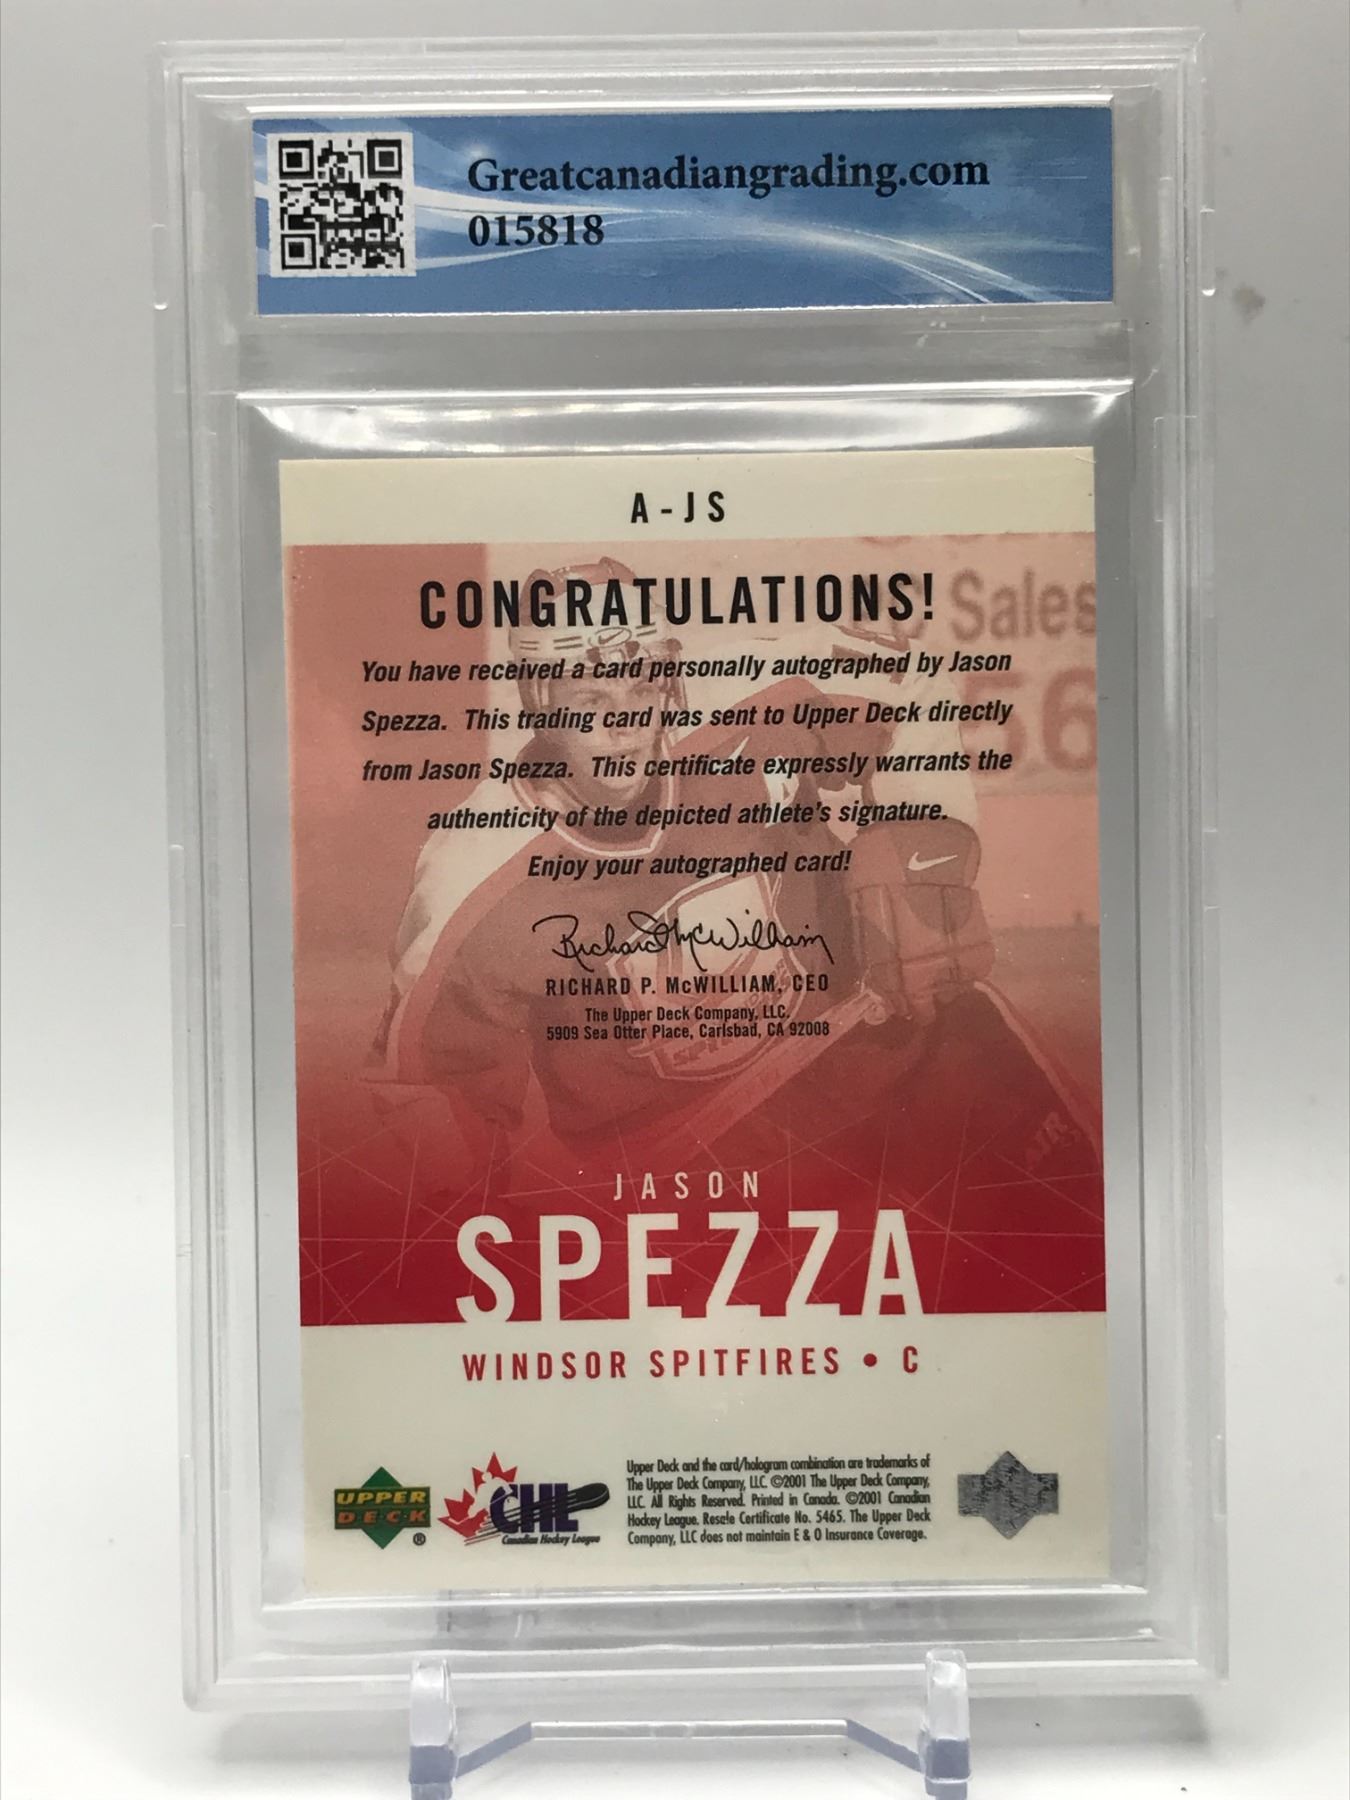 Greatcanadiangrading.com
015818
A-JS
CONGRATULATIONS!
Sales
56
You have received a card personally autographed by Jason
Spezza. This trading card was sent to Upper Deck directly
from Jason Spezza. This certificate expressly warrants the
authenticity of the depicted athlete's signature.
Enjoy your autographed card!
Richard McWilliam
RICHARD P. McWILLIAM, CEO
The Upper Deck Company, LLC.
5909 Sea Otter Place, Carlsbad, CA 92008
AIR
JASON
SPEZZA
WINDSOR SPITFIRES • C
UPPER
DECK
®
CHL
Canadian Hockey League
Upper Deck and the card/hologram combination are trademarks of
The Upper Deck Company, LLC. ©2001 The Upper Deck Company,
LLC. All Rights Reserved. Printed in Canada. ©2001 Canadian
Hockey League. Resale Certificate No. 5465. The Upper Deck
Company, LLC does not maintain E & O Insurance Coverage.